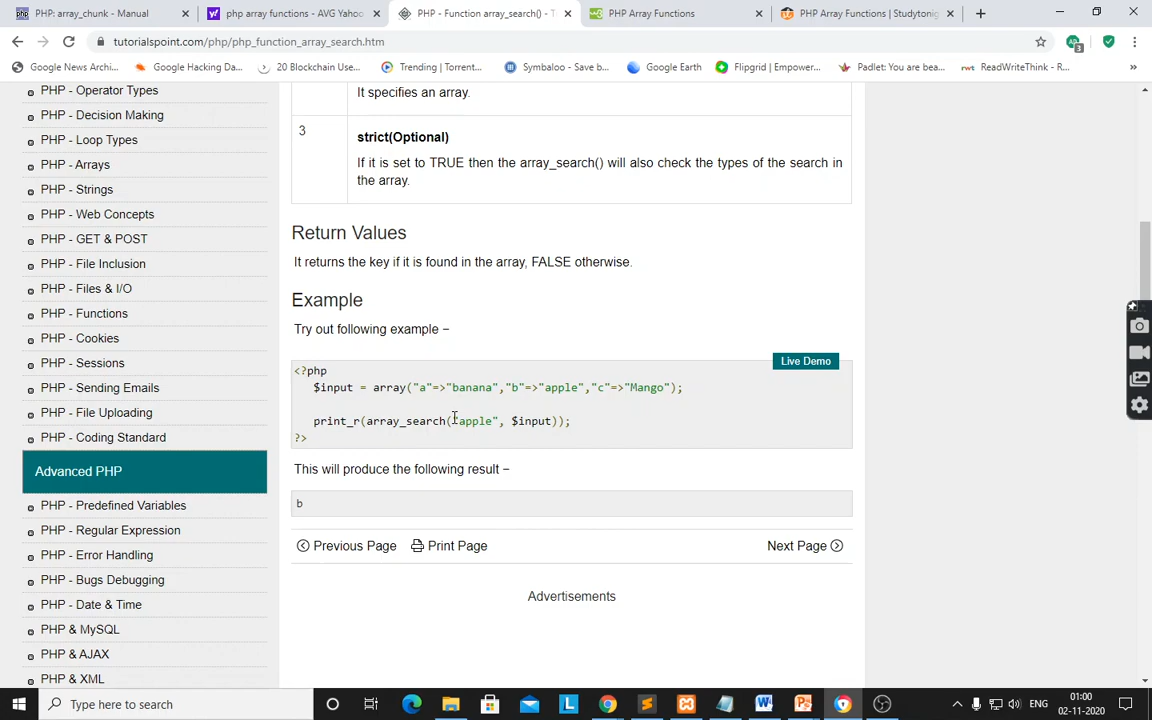 PHP: array_chunk - Manual
php array functions - AVG Yahoo
PHP - Function array_search() - T
PHP Array Functions
PHP Array Functions | Studytonig
tutorialspoint.com/php/php_function_array_search.htm
3
Google News Archi...
Google Hacking Da...
20 Blockchain Use...
Trending | Torrent...
Symbaloo - Save b...
Google Earth
Flipgrid | Empower...
Padlet: You are bea...
ReadWriteThink - R...
»
PHP - Operator Types
PHP - Decision Making
PHP - Loop Types
PHP - Arrays
PHP - Strings
PHP - Web Concepts
PHP - GET & POST
PHP - File Inclusion
PHP - Files & I/O
PHP - Functions
PHP - Cookies
PHP - Sessions
PHP - Sending Emails
PHP - File Uploading
PHP - Coding Standard
Advanced PHP
PHP - Predefined Variables
PHP - Regular Expression
PHP - Error Handling
PHP - Bugs Debugging
PHP - Date & Time
PHP & MySQL
PHP & AJAX
PHP & XML
It specifies an array.
3
strict(Optional)
If it is set to TRUE then the array_search() will also check the types of the search in
the array.
Return Values
It returns the key if it is found in the array, FALSE otherwise.
Example
Try out following example −
Live Demo
<?php
$input = array("a"=>"banana","b"=>"apple","c"=>"Mango");
print_r(array_search("apple", $input));
?>
This will produce the following result −
b
Previous Page
Print Page
Next Page
Advertisements
Type here to search
ENG
01:00
02-11-2020